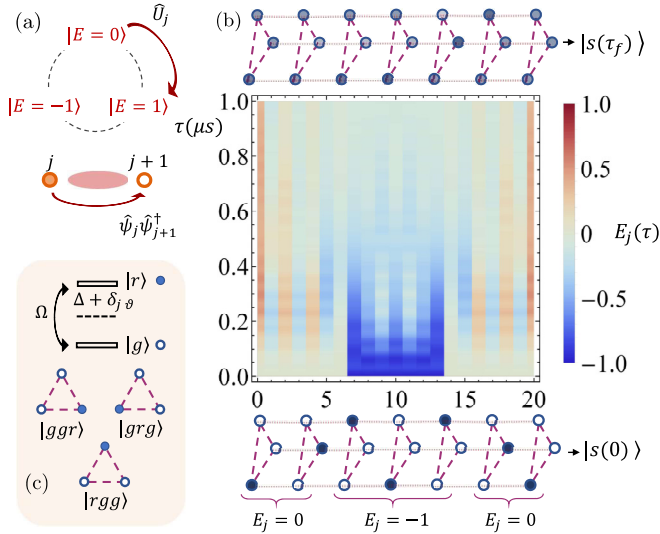 (a)
|E = 0⟩
Û_j
|E = −1⟩
|E = 1⟩
j
j + 1
ψ̂_j ψ̂†_{j+1}
|r⟩
Δ + δ_{jϑ}
Ω
|g⟩
|ggr⟩
|grg⟩
|rgg⟩
(c)
(b)
|s(τ_f)⟩
τ(μs)
1.0
0.8
0.6
0.4
0.2
0.0
0
5
10
15
20
1.0
0.5
0
−0.5
−1.0
E_j(τ)
|s(0)⟩
E_j = 0
E_j = −1
E_j = 0